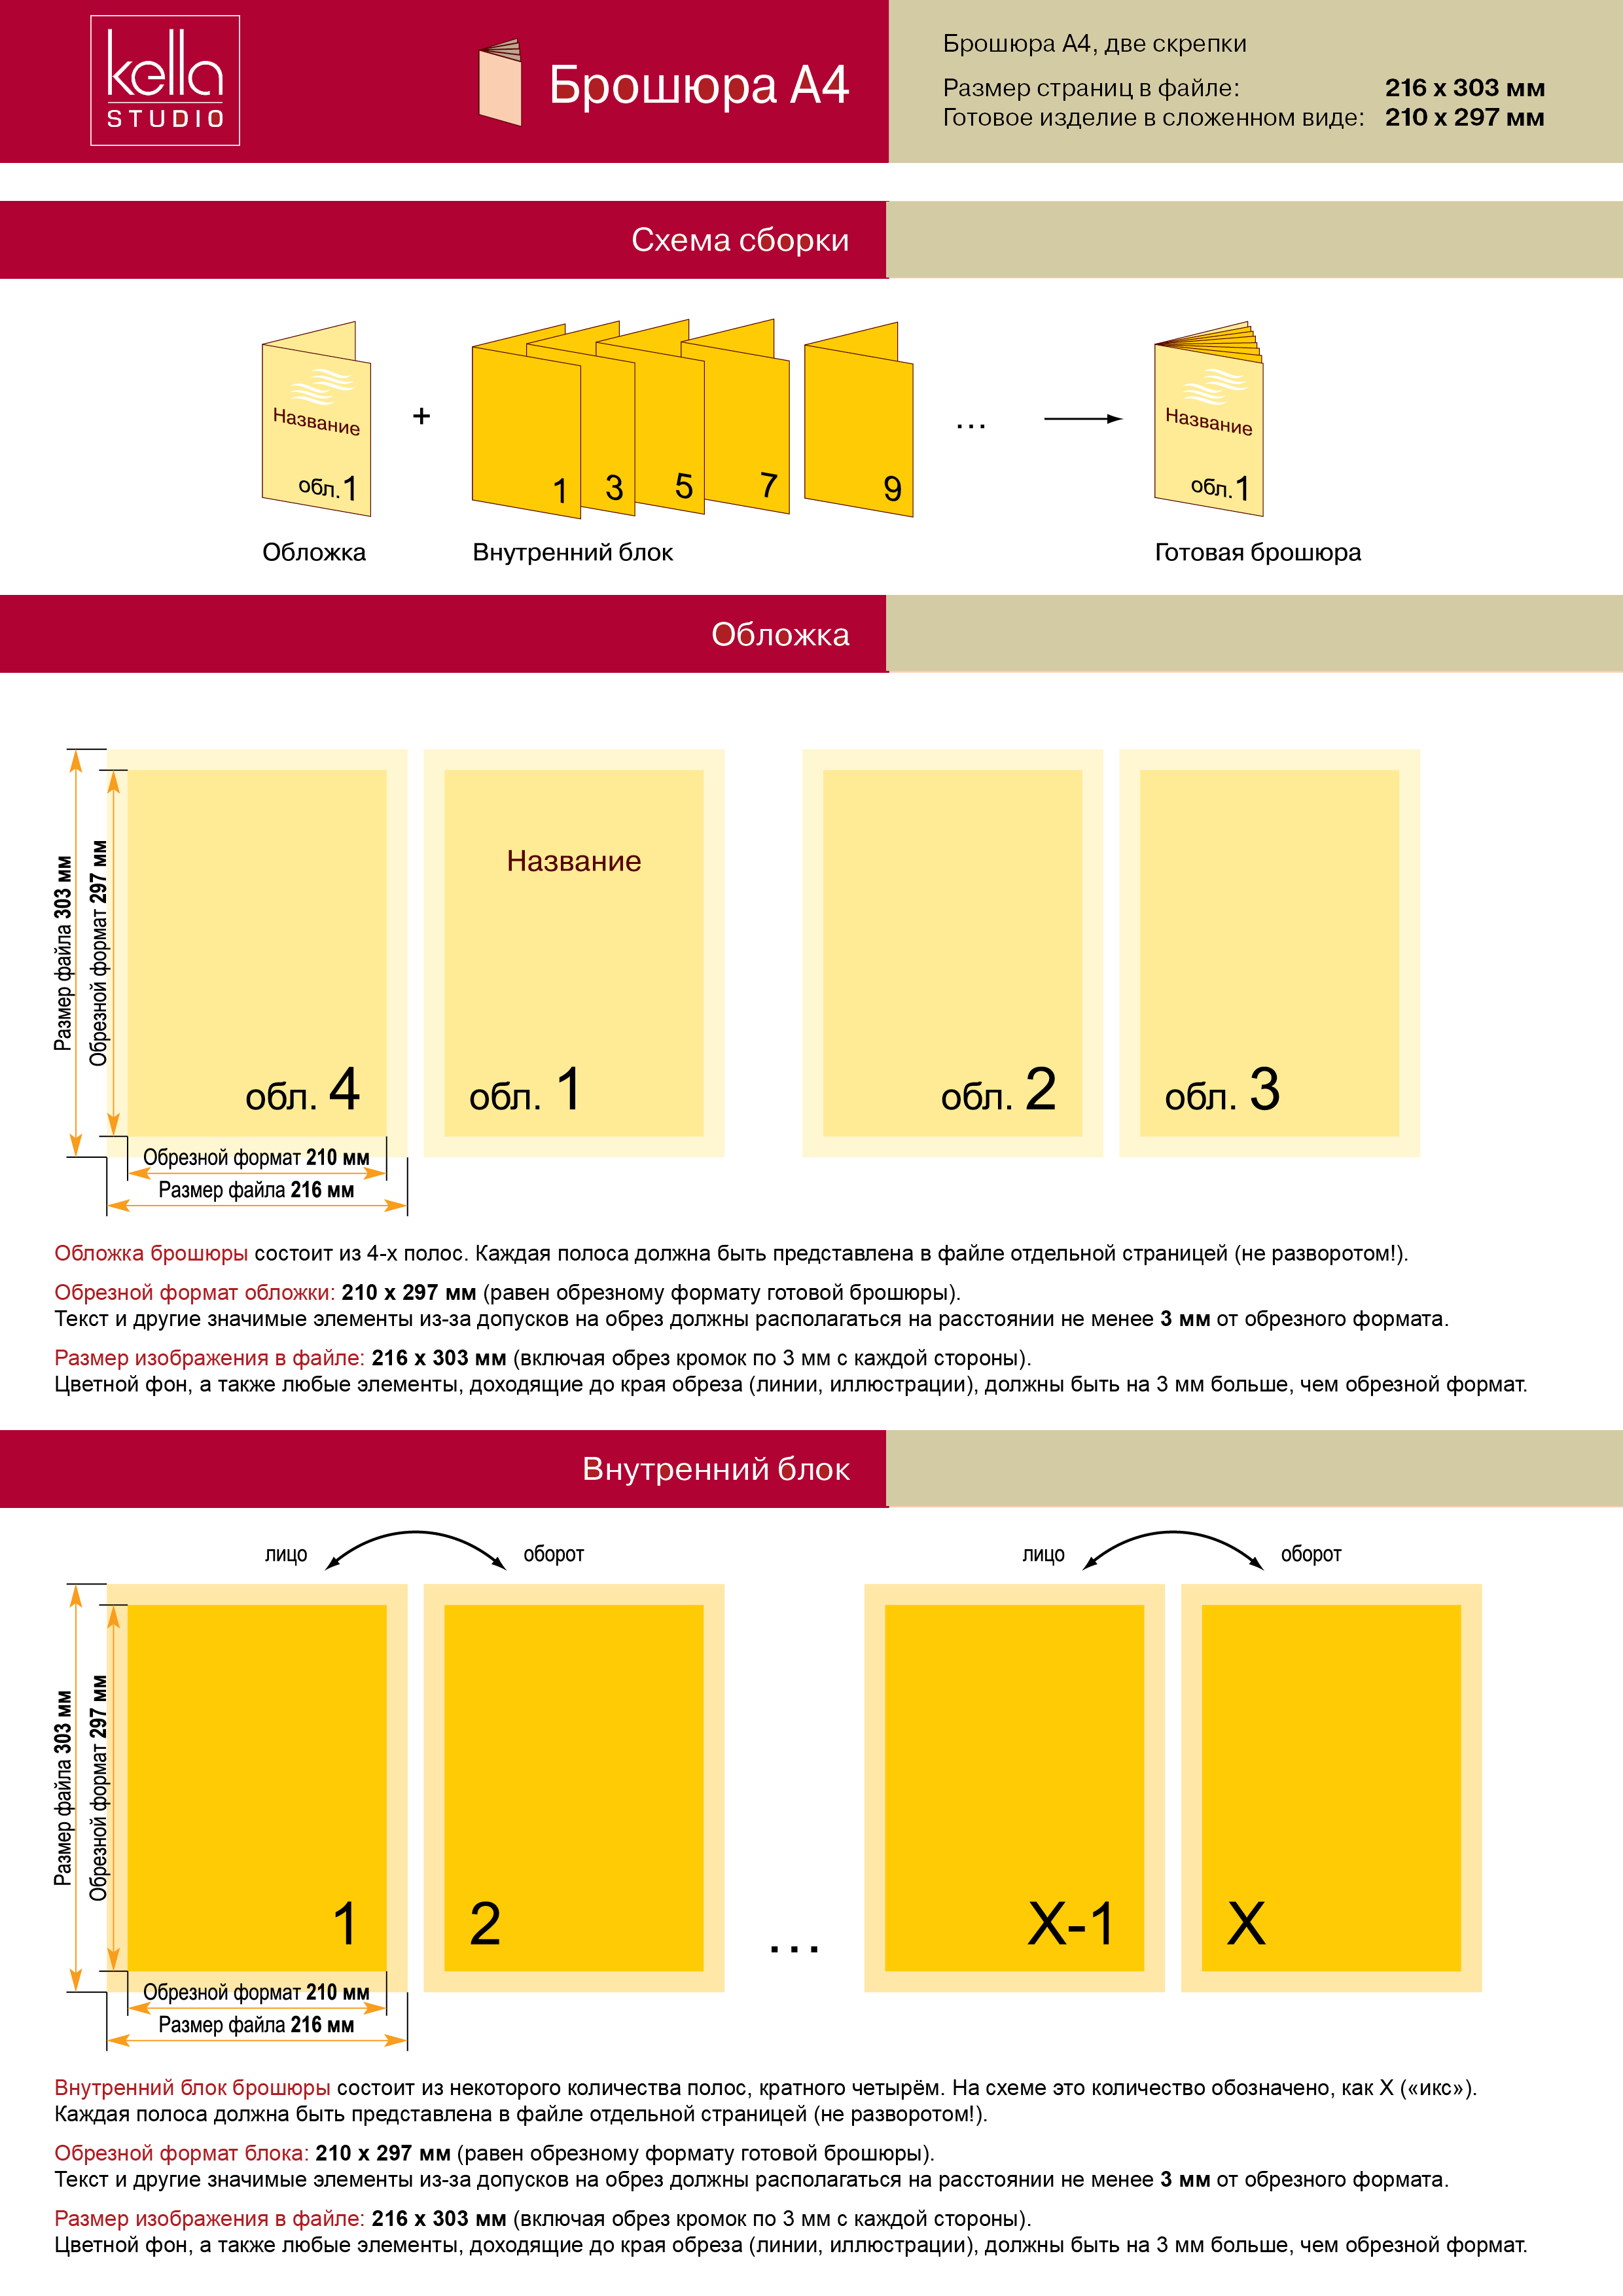 kella
STUDIO
Брошюра А4
Брошюра А4, две скрепки
Размер страниц в файле: 216 x 303 мм
Готовое изделие в сложенном виде: 210 x 297 мм
Схема сборки
Название
обл.1
+
1
3
5
7
9
...
Название
обл.1
Обложка
Внутренний блок
Готовая брошюра
Обложка
Размер файла 303 мм
Обрезной формат 297 мм
Название
обл. 4
обл. 1
обл. 2
обл. 3
Обрезной формат 210 мм
Размер файла 216 мм
Обложка брошюры состоит из 4-х полос. Каждая полоса должна быть представлена в файле отдельной страницей (не разворотом!).
Обрезной формат обложки: 210 x 297 мм (равен обрезному формату готовой брошюры).
Текст и другие значимые элементы из-за допусков на обрез должны располагаться на расстоянии не менее 3 мм от обрезного формата.
Размер изображения в файле: 216 x 303 мм (включая обрез кромок по 3 мм с каждой стороны).
Цветной фон, а также любые элементы, доходящие до края обреза (линии, иллюстрации), должны быть на 3 мм больше, чем обрезной формат.
Внутренний блок
лицо
оборот
лицо
оборот
Размер файла 303 мм
Обрезной формат 297 мм
1
2
...
X-1
X
Обрезной формат 210 мм
Размер файла 216 мм
Внутренний блок брошюры состоит из некоторого количества полос, кратного четырём. На схеме это количество обозначено, как X («икс»).
Каждая полоса должна быть представлена в файле отдельной страницей (не разворотом!).
Обрезной формат блока: 210 x 297 мм (равен обрезному формату готовой брошюры).
Текст и другие значимые элементы из-за допусков на обрез должны располагаться на расстоянии не менее 3 мм от обрезного формата.
Размер изображения в файле: 216 x 303 мм (включая обрез кромок по 3 мм с каждой стороны).
Цветной фон, а также любые элементы, доходящие до края обреза (линии, иллюстрации), должны быть на 3 мм больше, чем обрезной формат.